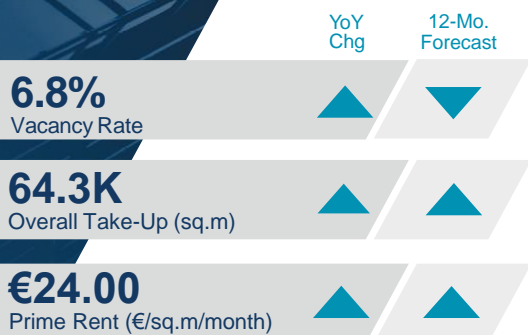 YoY
Chg
12-Mo.
Forecast
6.8%
Vacancy Rate
64.3K
Overall Take-Up (sq.m)
€24.00
Prime Rent (€/sq.m/month)